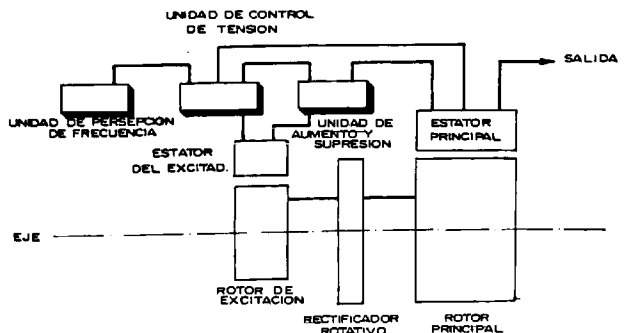 UNIDAD DE CONTROL
DE TENSION
SALIDA
UNIDAD DE PERSEPCIÓN
DE FRECUENCIA
UNIDAD DE
AUMENTO Y
SUPRESION
ESTATOR
PRINCIPAL
ESTATOR
DEL EXCITAD.
EJE
ROTOR DE
EXCITACION
RECTIFICADOR
ROTATIVO
ROTOR
PRINCIPAL